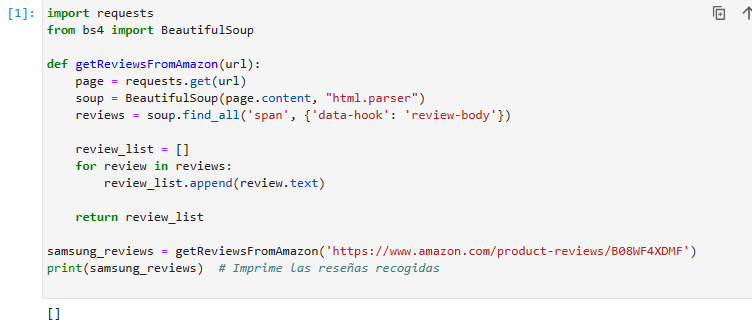 [1]: import requests
from bs4 import BeautifulSoup
def getReviewsFromAmazon(url):
    page = requests.get(url)
    soup = BeautifulSoup(page.content, "html.parser")
    reviews = soup.find_all('span', {'data-hook': 'review-body'})
    review_list = []
    for review in reviews:
        review_list.append(review.text)
    return review_list
samsung_reviews = getReviewsFromAmazon('https://www.amazon.com/product-reviews/B08WF4XDMF')
print(samsung_reviews)  # Imprime las reseñas recogidas
[]